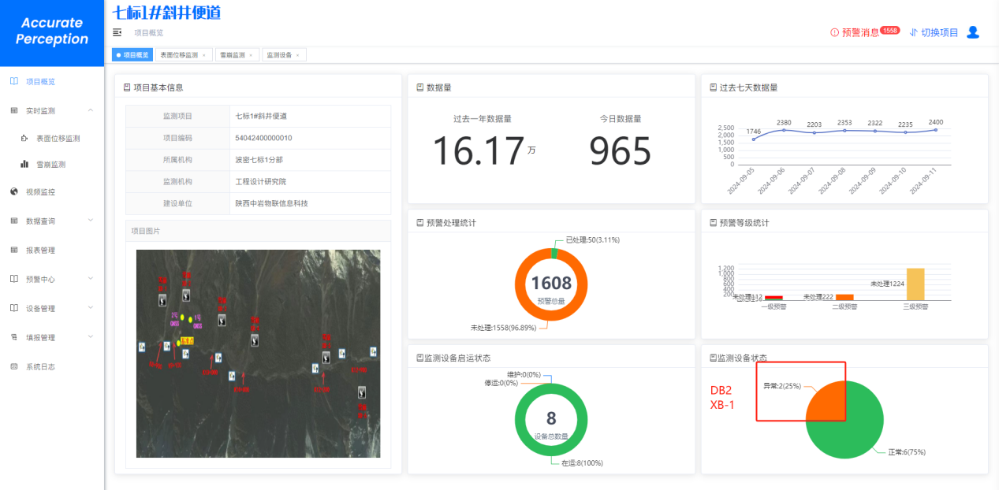 Accurate
Perception
七标1#斜井便道
项目概览
预警消息 1558
切换项目
项目概览
表面位移监测 ×
雪崩监测 ×
监测设备 ×
项目概览
实时监测
表面位移监测
雪崩监测
视频监控
数据查询
报表管理
预警中心
设备管理
填报管理
系统日志
项目基本信息
监测项目 七标1#斜井便道
项目编码 54042400000010
所属机构 波密七标1分部
监测机构 工程设计研究院
建设单位 陕西中岩物联信息科技
项目图片
数据量
过去一年数据量
16.17 万
今日数据量
965
过去七天数据量
2,500
2,000
1,500
1,000
500
0
1746
2380
2203
2353
2322
2235
2400
2024-09-05
2024-09-06
2024-09-07
2024-09-08
2024-09-09
2024-09-10
2024-09-11
预警处理统计
已处理:50(3.11%)
1608
预警总量
未处理:1558(96.89%)
预警等级统计
1,200
1,000
800
600
400
200
未处理112
未处理222
未处理1224
一级预警
二级预警
三级预警
监测设备启运状态
维护:0(0%)
停运:0(0%)
8
设备总数量
在运:8(100%)
监测设备状态
DB2
XB-1
异常:2(25%)
正常:6(75%)